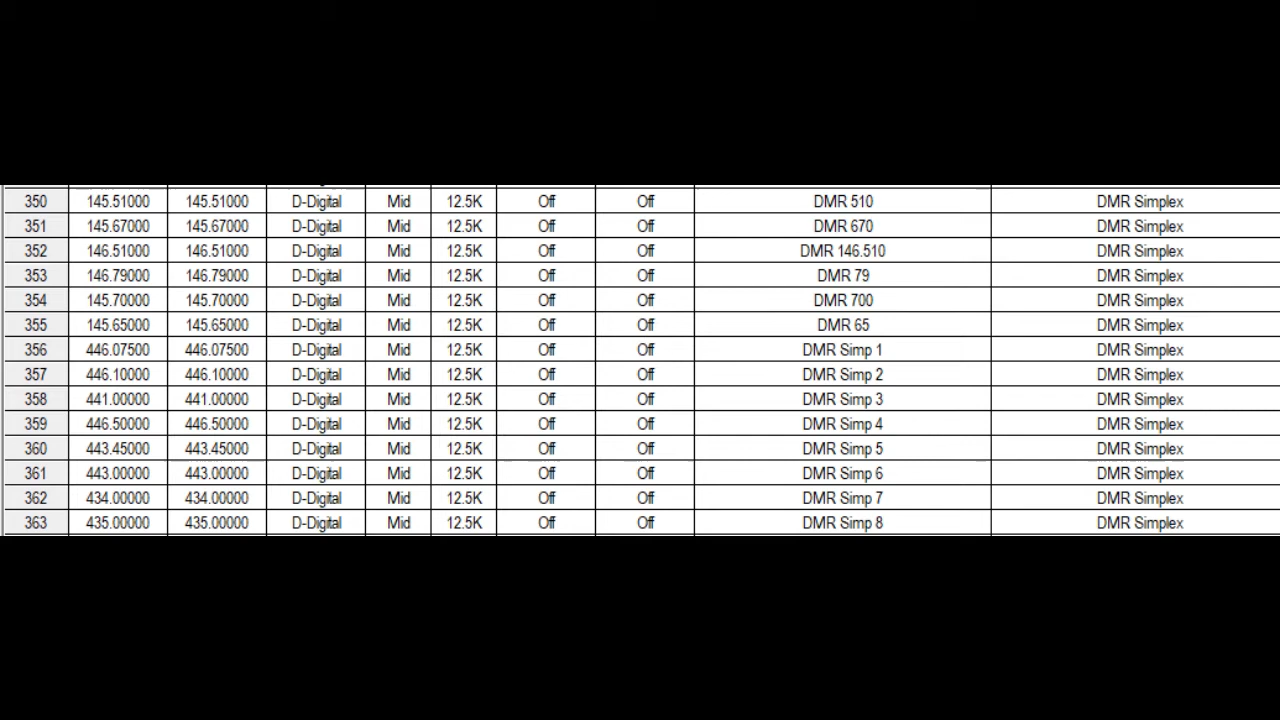 350 145.51000 145.51000 D-Digital Mid 12.5K Off Off DMR 510 DMR Simplex
351 145.67000 145.67000 D-Digital Mid 12.5K Off Off DMR 670 DMR Simplex
352 146.51000 146.51000 D-Digital Mid 12.5K Off Off DMR 146.510 DMR Simplex
353 146.79000 146.79000 D-Digital Mid 12.5K Off Off DMR 79 DMR Simplex
354 145.70000 145.70000 D-Digital Mid 12.5K Off Off DMR 700 DMR Simplex
355 145.65000 145.65000 D-Digital Mid 12.5K Off Off DMR 65 DMR Simplex
356 446.07500 446.07500 D-Digital Mid 12.5K Off Off DMR Simp 1 DMR Simplex
357 446.10000 446.10000 D-Digital Mid 12.5K Off Off DMR Simp 2 DMR Simplex
358 441.00000 441.00000 D-Digital Mid 12.5K Off Off DMR Simp 3 DMR Simplex
359 446.50000 446.50000 D-Digital Mid 12.5K Off Off DMR Simp 4 DMR Simplex
360 443.45000 443.45000 D-Digital Mid 12.5K Off Off DMR Simp 5 DMR Simplex
361 443.00000 443.00000 D-Digital Mid 12.5K Off Off DMR Simp 6 DMR Simplex
362 434.00000 434.00000 D-Digital Mid 12.5K Off Off DMR Simp 7 DMR Simplex
363 435.00000 435.00000 D-Digital Mid 12.5K Off Off DMR Simp 8 DMR Simplex